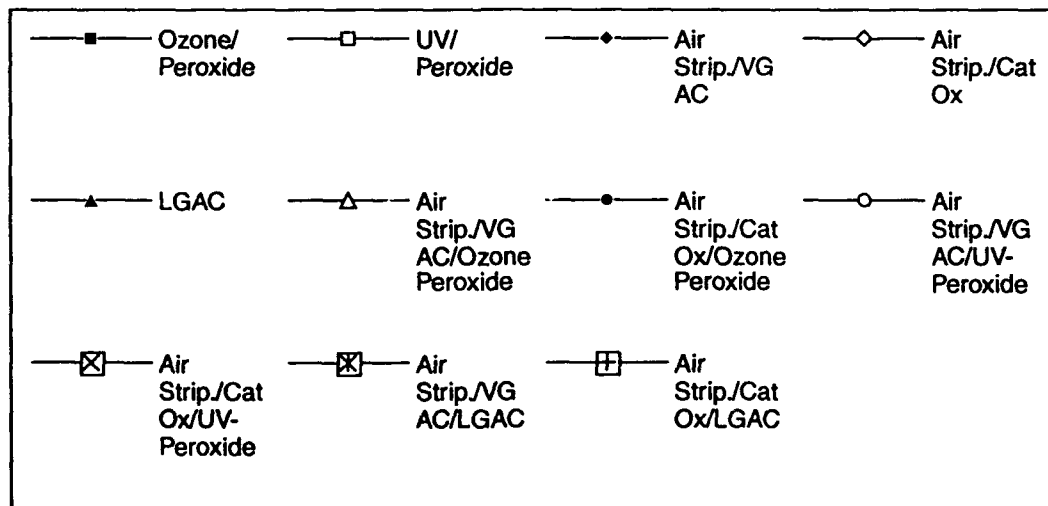 Ozone/
Peroxide
UV/
Peroxide
Air
Strip./VG
AC
Air
Strip./Cat
Ox
LGAC
Air
Strip./VG
AC/Ozone
Peroxide
Air
Strip./Cat
Ox/Ozone
Peroxide
Air
Strip./VG
AC/UV-
Peroxide
Air
Strip./Cat
Ox/UV-
Peroxide
Air
Strip./VG
AC/LGAC
Air
Strip./Cat
Ox/LGAC